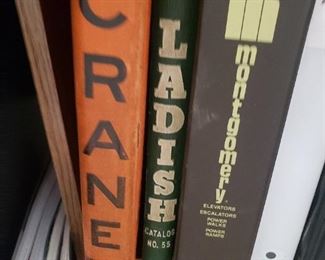 CRANE
LADISH
CATALOG
NO. 55
montgomery
ELEVATORS
ESCALATORS
POWER
WALKS
POWER
RAMPS